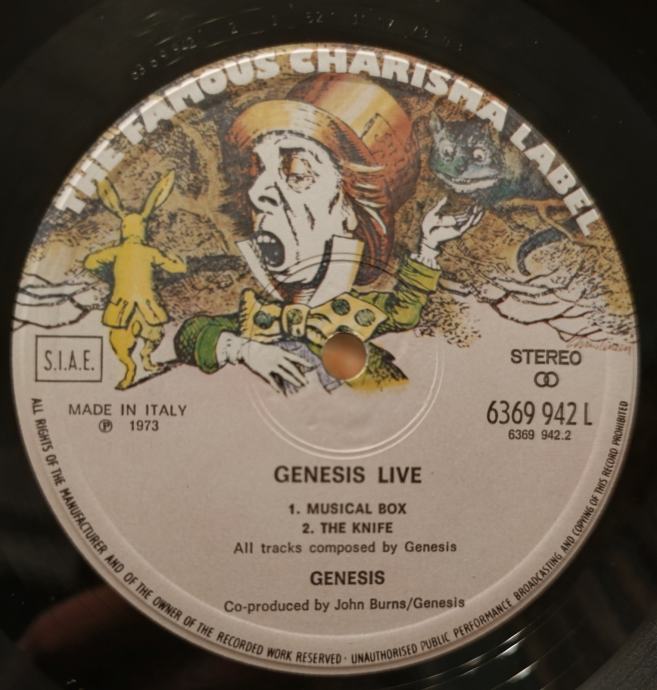 THE FAMOUS CHARISMA LABEL
S.I.A.E.
MADE IN ITALY
Ⓟ 1973
STEREO
6369 942 L
6369 942.2
GENESIS LIVE
1. MUSICAL BOX
2. THE KNIFE
All tracks composed by Genesis
GENESIS
Co-produced by John Burns/Genesis
ALL RIGHTS OF THE MANUFACTURER AND OF THE OWNER OF THE RECORDED WORK RESERVED · UNAUTHORISED PUBLIC PERFORMANCE BROADCASTING AND COPYING OF THIS RECORD PROHIBITED